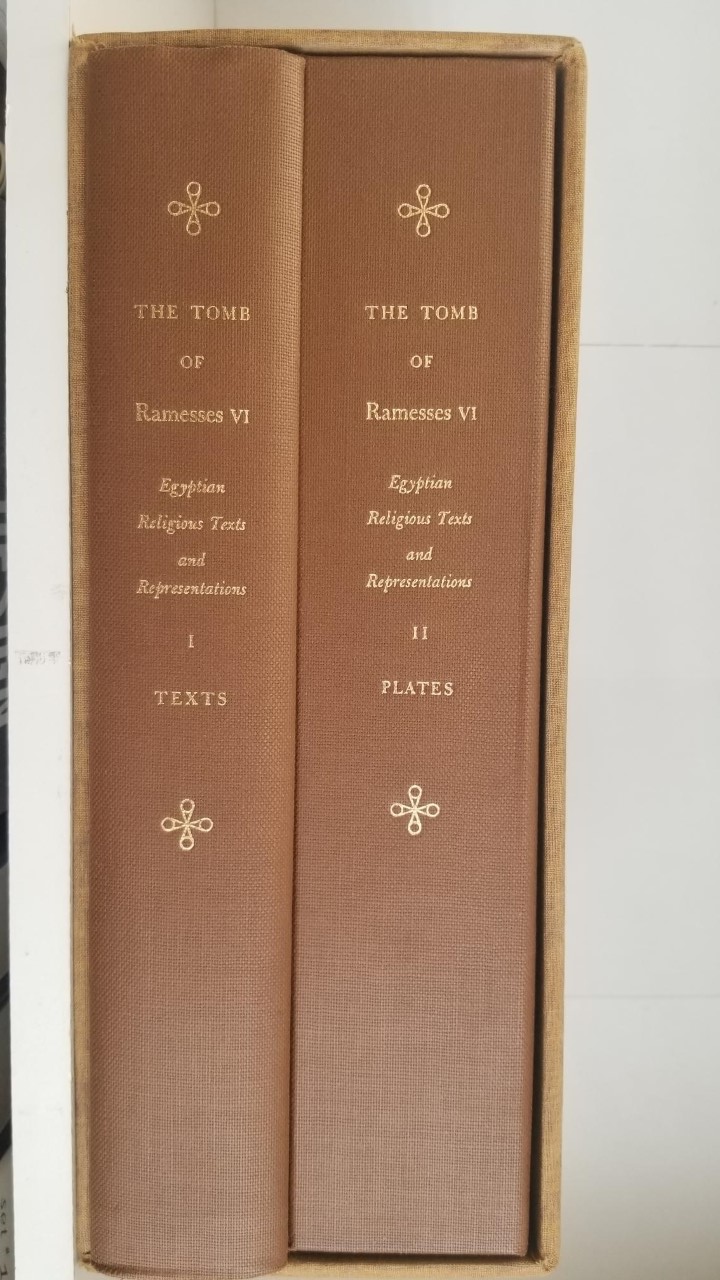 THE TOMB
OF
Ramesses VI
Egyptian
Religious Texts
and
Representations
I
TEXTS
THE TOMB
OF
Ramesses VI
Egyptian
Religious Texts
and
Representations
II
PLATES